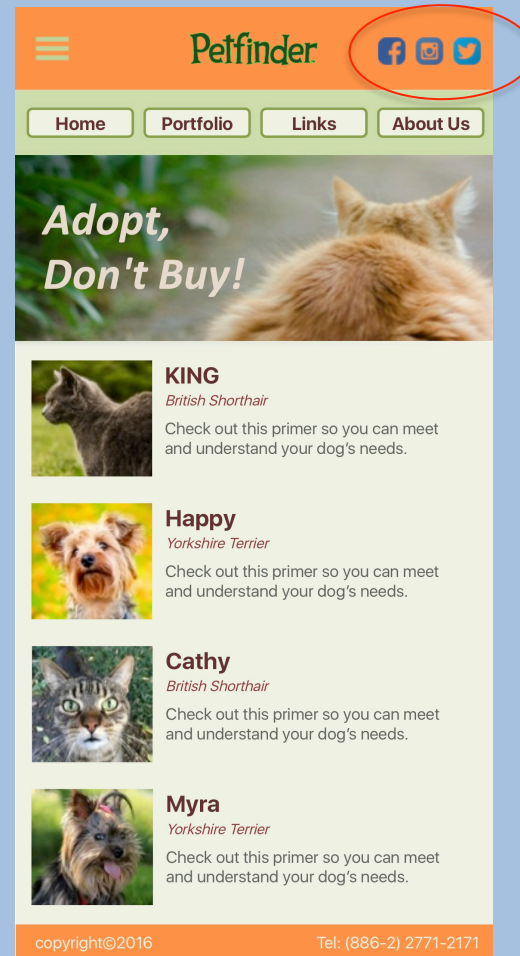 Petfinder
Home
Portfolio
Links
About Us
Adopt,
Don't Buy!
KING
British Shorthair
Check out this primer so you can meet
and understand your dog’s needs.
Happy
Yorkshire Terrier
Check out this primer so you can meet
and understand your dog’s needs.
Cathy
British Shorthair
Check out this primer so you can meet
and understand your dog’s needs.
Myra
Yorkshire Terrier
Check out this primer so you can meet
and understand your dog’s needs.
copyright©2016
Tel: (886-2) 2771-2171